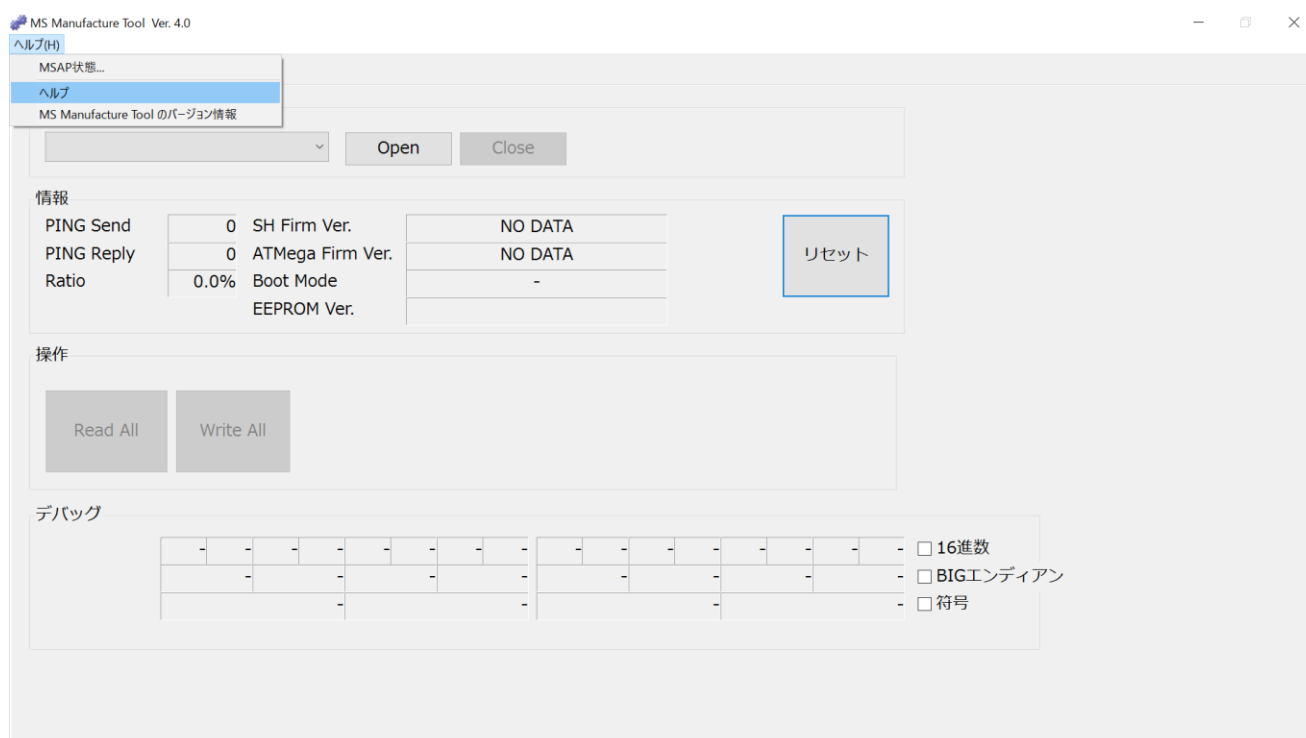 MS Manufacture Tool Ver. 4.0
ヘルプ(H)
MSAP状態...
ヘルプ
MS Manufacture Tool のバージョン情報
Open Close
情報
PING Send 0 SH Firm Ver. NO DATA
PING Reply 0 ATMega Firm Ver. NO DATA リセット
Ratio 0.0% Boot Mode -
EEPROM Ver.
操作
Read All Write All
デバッグ
- - - - - - - - - - - - - - - - 16進数
- - - - - - - - BIGエンディアン
- - - - 符号